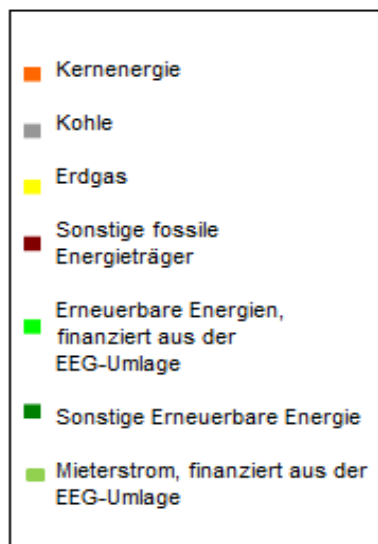 Kernenergie
Kohle
Erdgas
Sonstige fossile
Energieträger
Erneuerbare Energien,
finanziert aus der
EEG-Umlage
Sonstige Erneuerbare Energie
Mieterstrom, finanziert aus der
EEG-Umlage